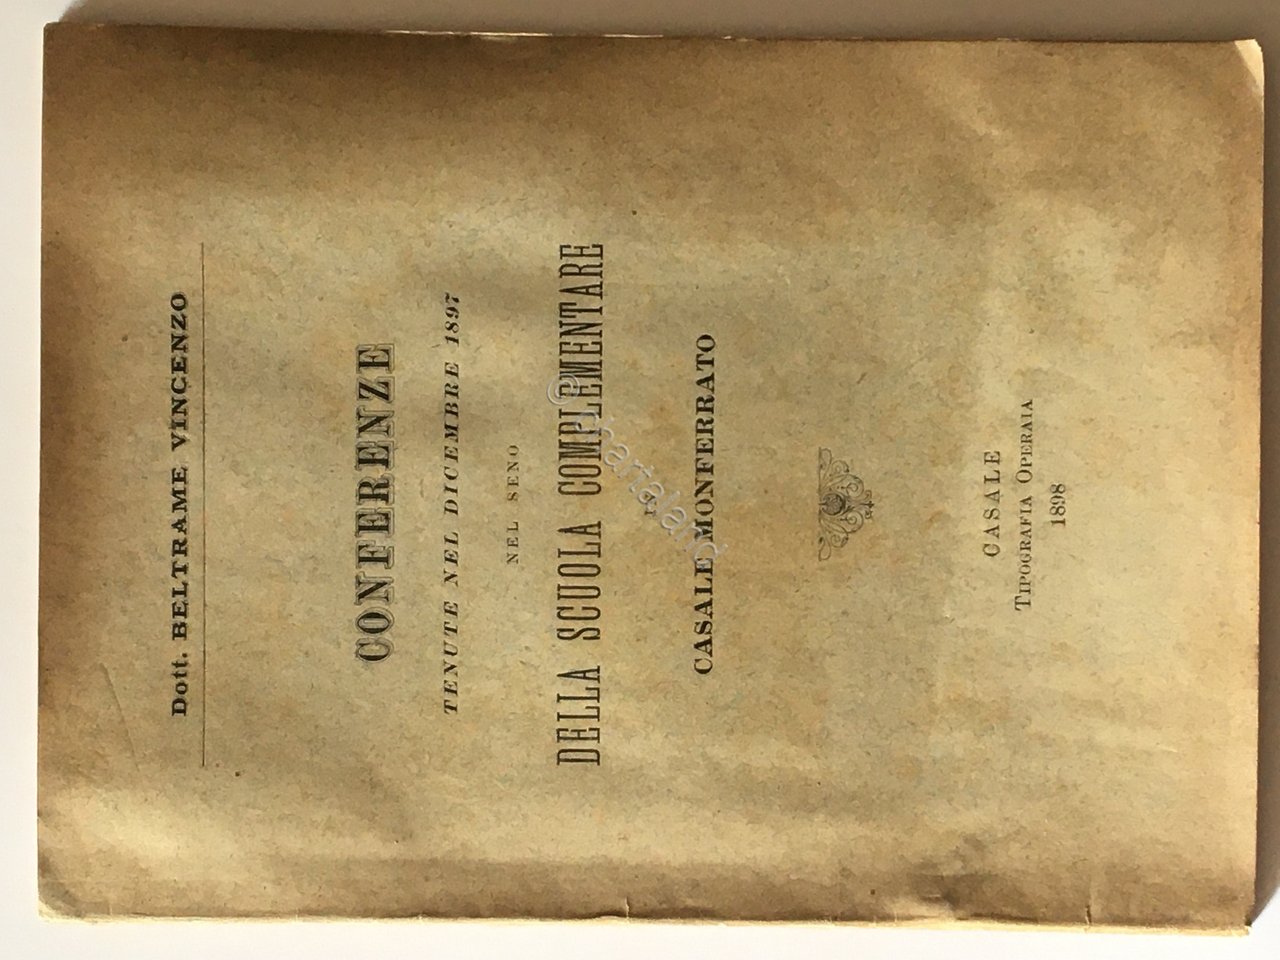 Dott. BELTRAME VINCENZO
CONFERENZE
TENUTE NEL DICEMBRE 1897
NEL SENO
DELLA SCUOLA COMPLEMENTARE
DI
CASALE MONFERRATO
CASALE
TIPOGRAFIA OPERAIA
1898
© Cartaland